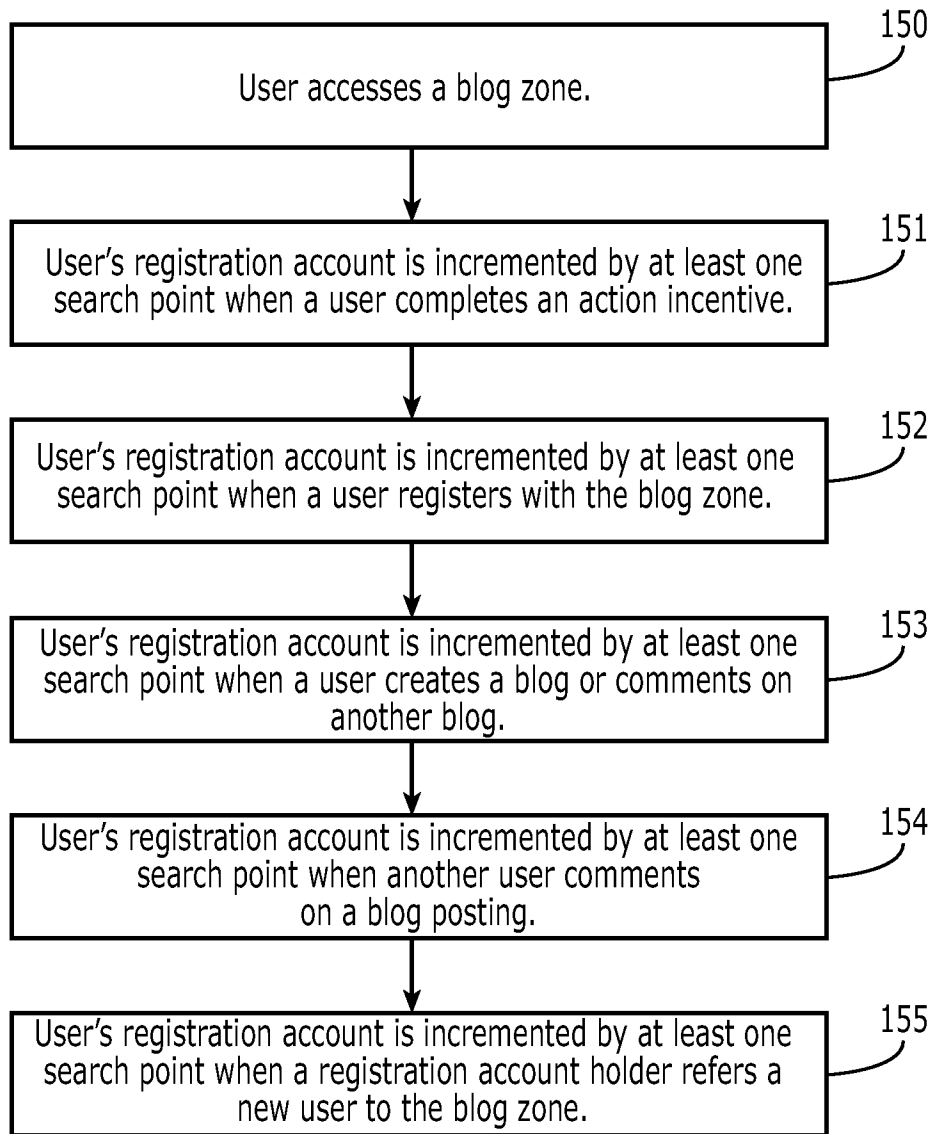 150
User accesses a blog zone.
151
User's registration account is incremented by at least one
search point when a user completes an action incentive.
152
User's registration account is incremented by at least one
search point when a user registers with the blog zone.
153
User's registration account is incremented by at least one
search point when a user creates a blog or comments on
another blog.
154
User's registration account is incremented by at least one
search point when another user comments
on a blog posting.
155
User's registration account is incremented by at least one
search point when a registration account holder refers a
new user to the blog zone.